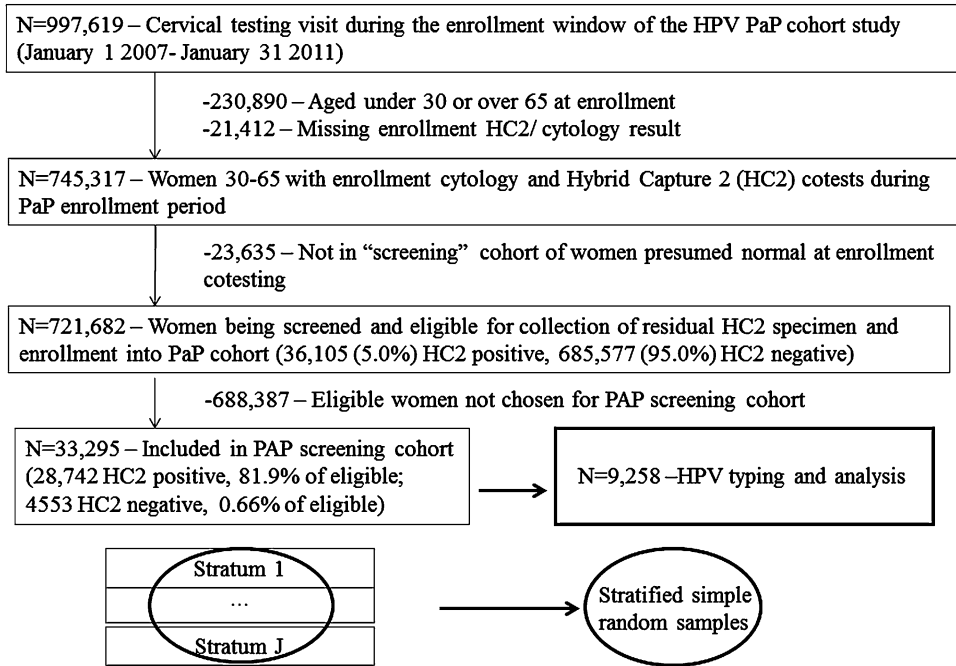 N=997,619 – Cervical testing visit during the enrollment window of the HPV PaP cohort study
(January 1 2007- January 31 2011)
-230,890 – Aged under 30 or over 65 at enrollment
-21,412 – Missing enrollment HC2/ cytology result
N=745,317 – Women 30-65 with enrollment cytology and Hybrid Capture 2 (HC2) cotests during
PaP enrollment period
-23,635 – Not in “screening” cohort of women presumed normal at enrollment
cotesting
N=721,682 – Women being screened and eligible for collection of residual HC2 specimen and
enrollment into PaP cohort (36,105 (5.0%) HC2 positive, 685,577 (95.0%) HC2 negative)
-688,387 – Eligible women not chosen for PAP screening cohort
N=33,295 – Included in PAP screening cohort
(28,742 HC2 positive, 81.9% of eligible;
4553 HC2 negative, 0.66% of eligible)
N=9,258 –HPV typing and analysis
Stratum 1
...
Stratum J
Stratified simple
random samples